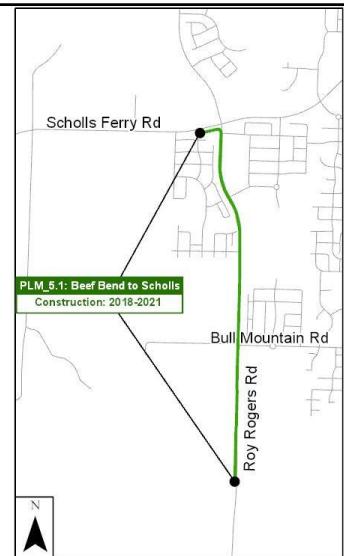 Scholls Ferry Rd
PLM_5.1: Beef Bend to Scholls
Construction: 2018-2021
Bull Mountain Rd
Roy Rogers Rd
N